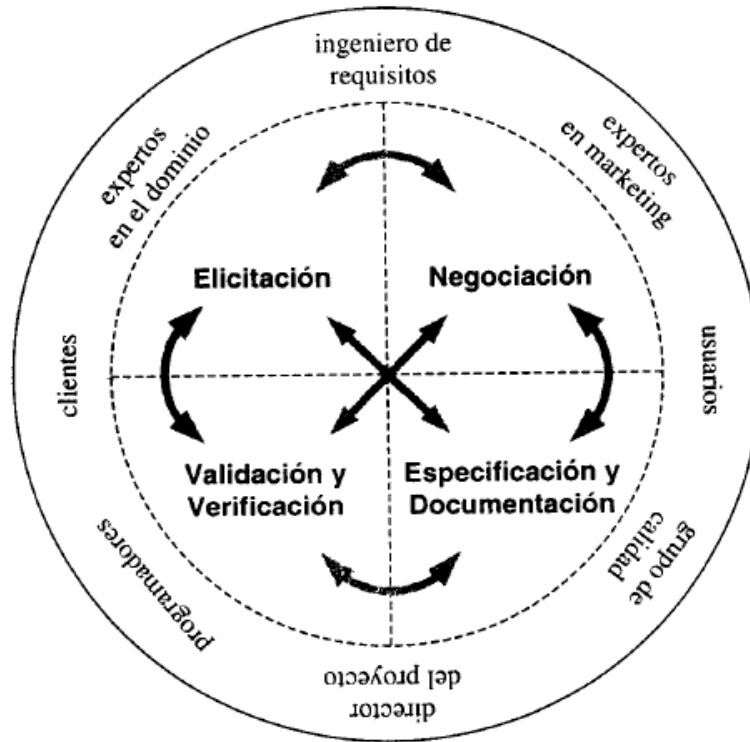 ingeniero de
requisitos
expertos
en el dominio
expertos
en marketing
Elicitación
Negociación
clientes
usuarios
Validación y
Verificación
Especificación y
Documentación
programadores
grupo de
calidad
director
del proyecto